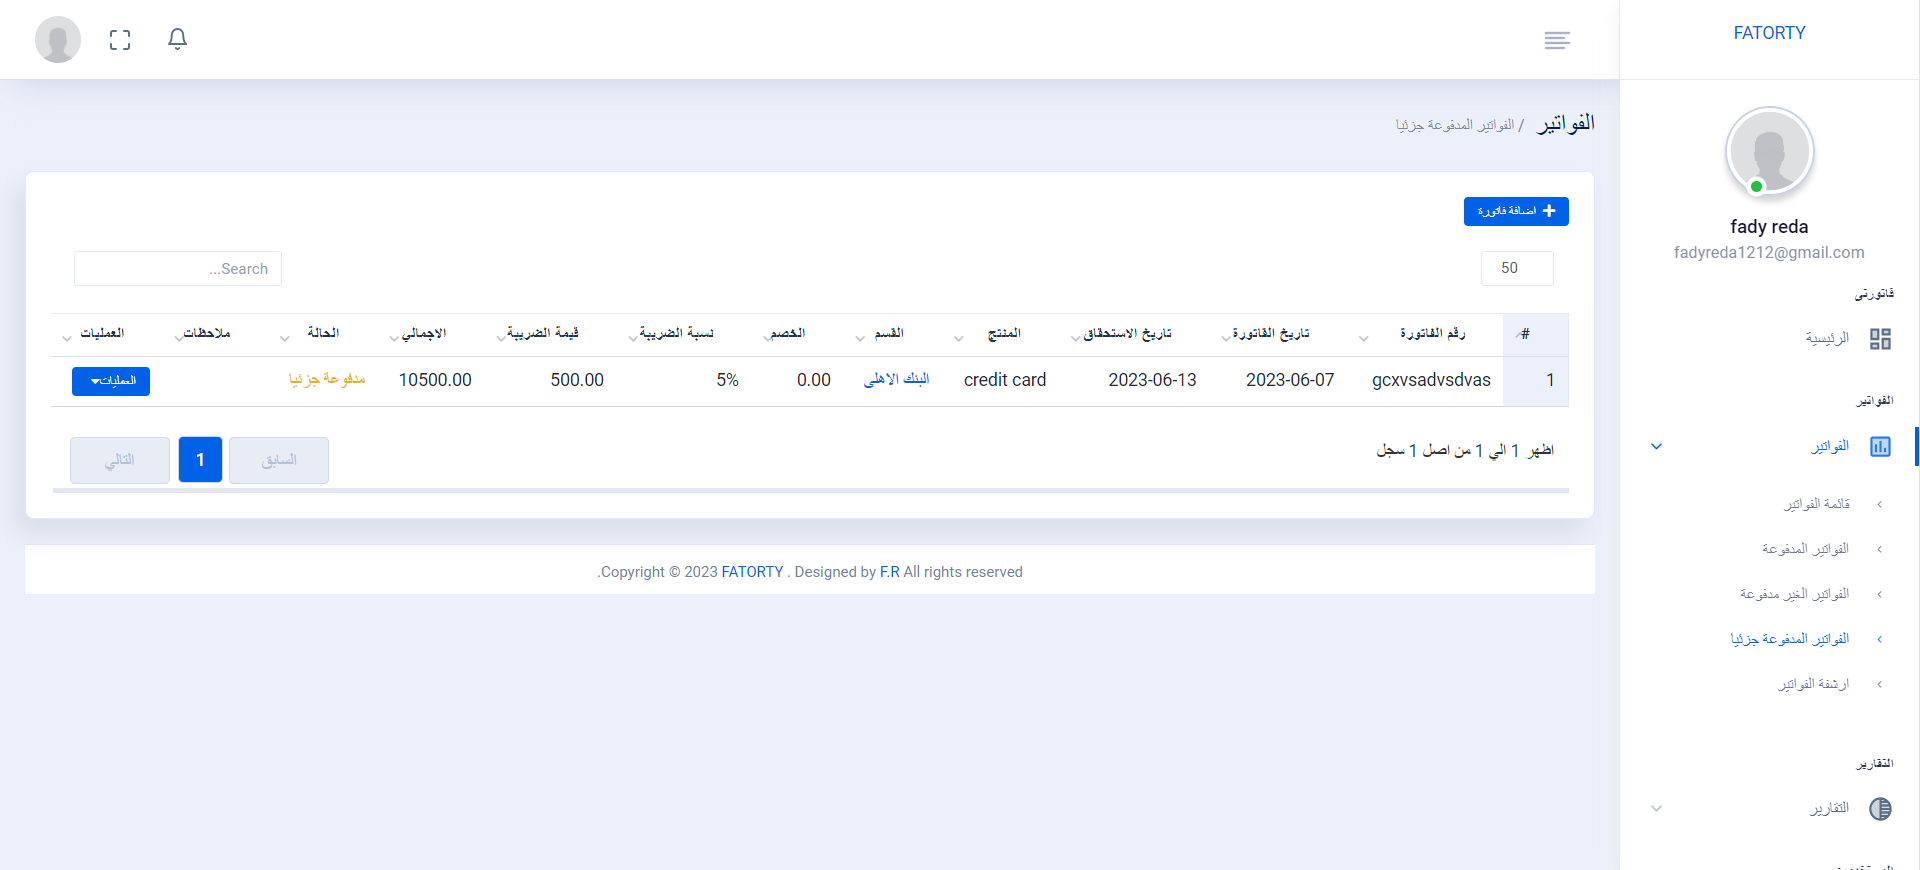 FATORTY
fady reda
fadyreda1212@gmail.com
فاتورتى
الرئيسية
الفواتير
الفواتير
قائمة الفواتير
الفواتير المدفوعة
الفواتير الغير مدفوعة
الفواتير المدفوعة جزئيا
ارشفة الفواتير
التقارير
التقارير
الفواتير / الفواتير المدفوعة جزئيا
اضافة فاتورة
50
Search...
# رقم الفاتورة تاريخ الفاتورة تاريخ الاستحقاق المنتج القسم الخصم نسبة الضريبة قيمة الضريبة الاجمالي الحالة ملاحظات العمليات
1 gcxvsadvsdvas 2023-06-07 2023-06-13 credit card البنك الاهلى 0.00 5% 500.00 10500.00 مدفوعة جزئيا العمليات
اظهر 1 الي 1 من اصل 1 سجل
السابق 1 التالي
Copyright © 2023 FATORTY . Designed by F.R All rights reserved.